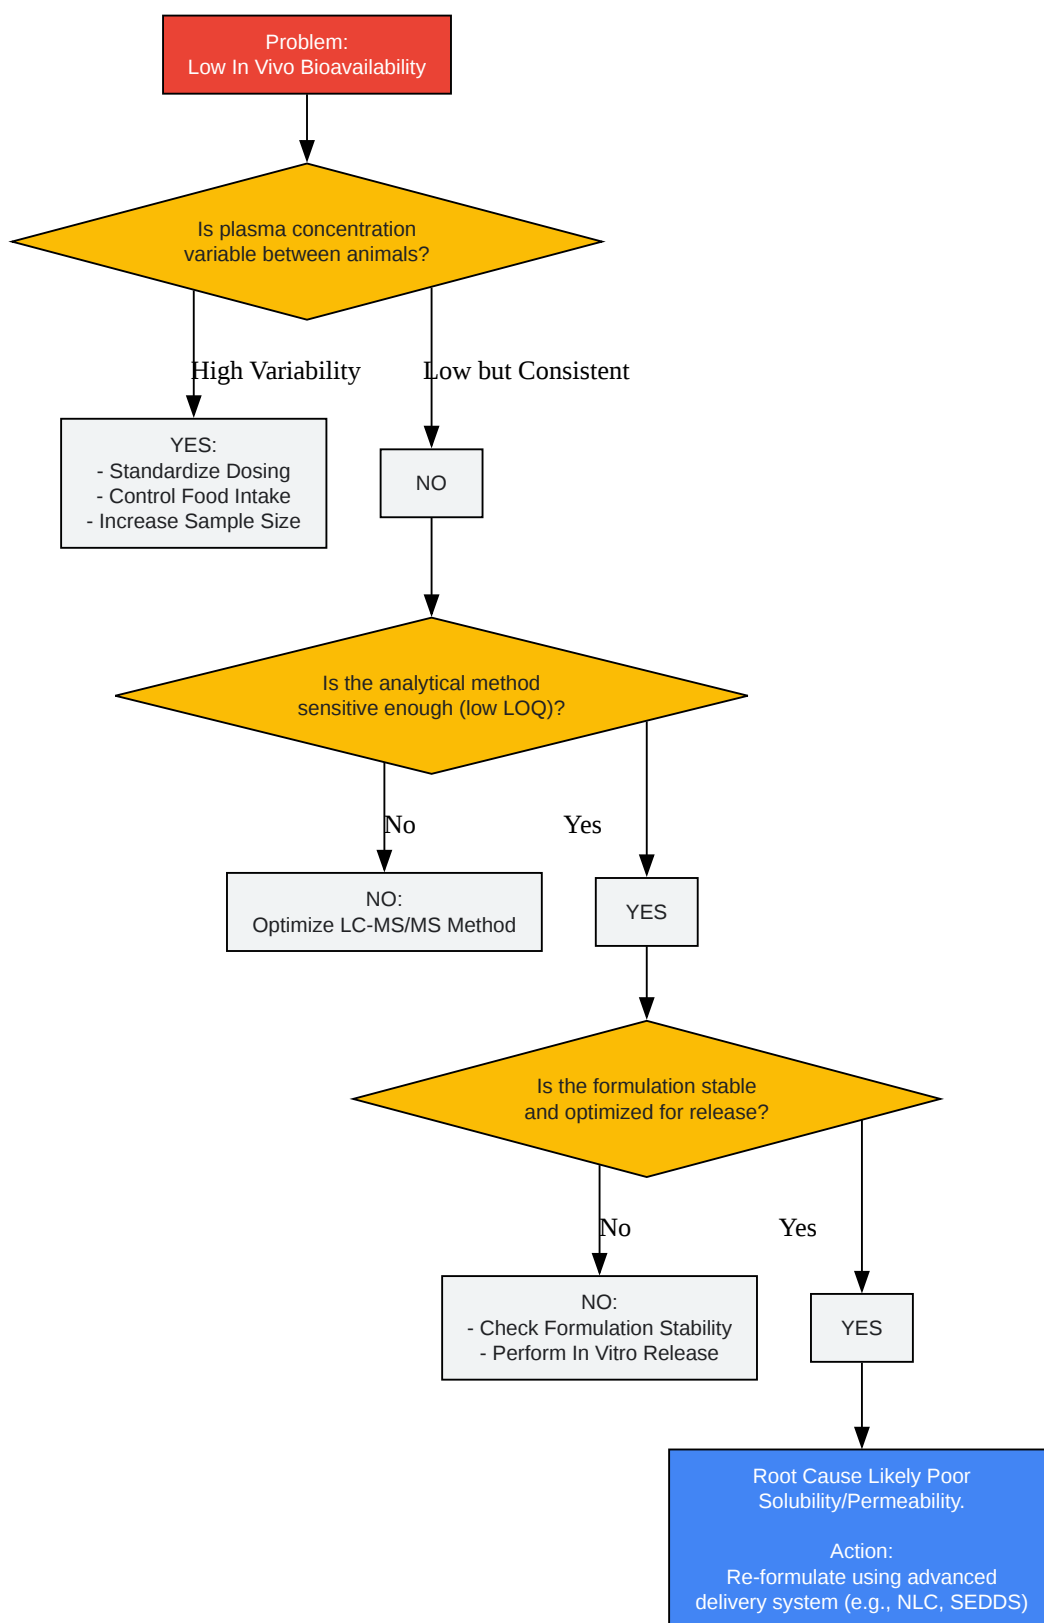 Problem:
Low In Vivo Bioavailability
Is plasma concentration
variable between animals?
High Variability
Low but Consistent
YES:
- Standardize Dosing
- Control Food Intake
- Increase Sample Size
NO
Is the analytical method
sensitive enough (low LOQ)?
No
Yes
NO:
Optimize LC-MS/MS Method
YES
Is the formulation stable
and optimized for release?
No
Yes
NO:
- Check Formulation Stability
- Perform In Vitro Release
YES
Root Cause Likely Poor
Solubility/Permeability.
Action:
Re-formulate using advanced
delivery system (e.g., NLC, SEDDS)